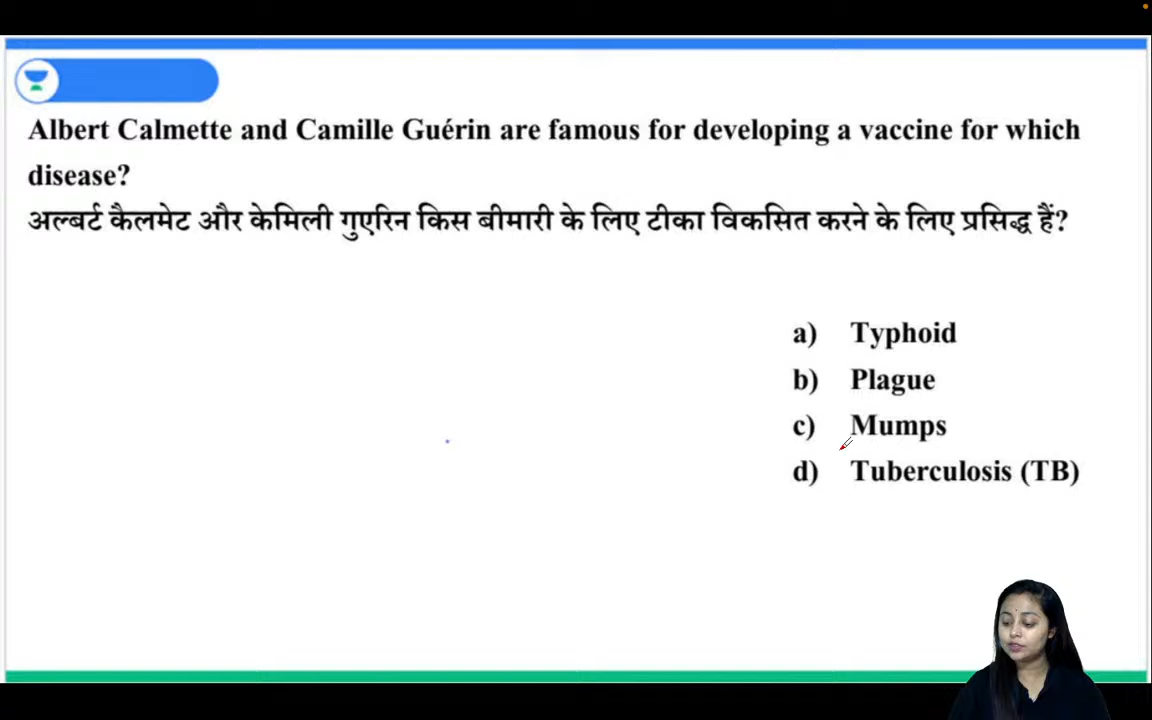 Albert Calmette and Camille Guérin are famous for developing a vaccine for which
disease?
अल्बर्ट कैलमेट और केमिली गुएरिन किस बीमारी के लिए टीका विकसित करने के लिए प्रसिद्ध हैं?
a) Typhoid
b) Plague
c) Mumps
d) Tuberculosis (TB)